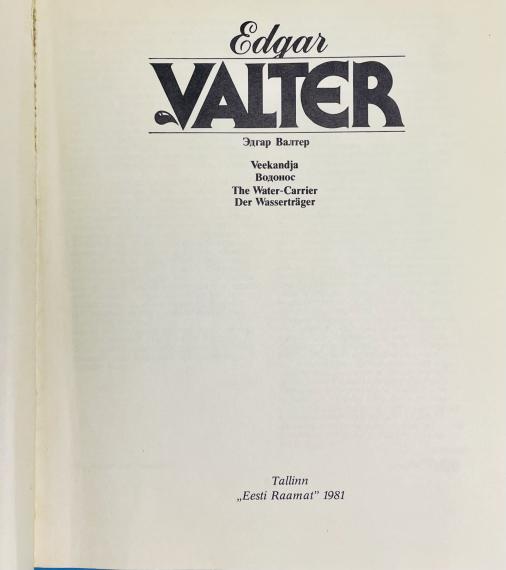 Edgar
VALTER
Эдгар Валтер
Veekandja
Водонос
The Water-Carrier
Der Wasserträger
Tallinn
„Eesti Raamat” 1981